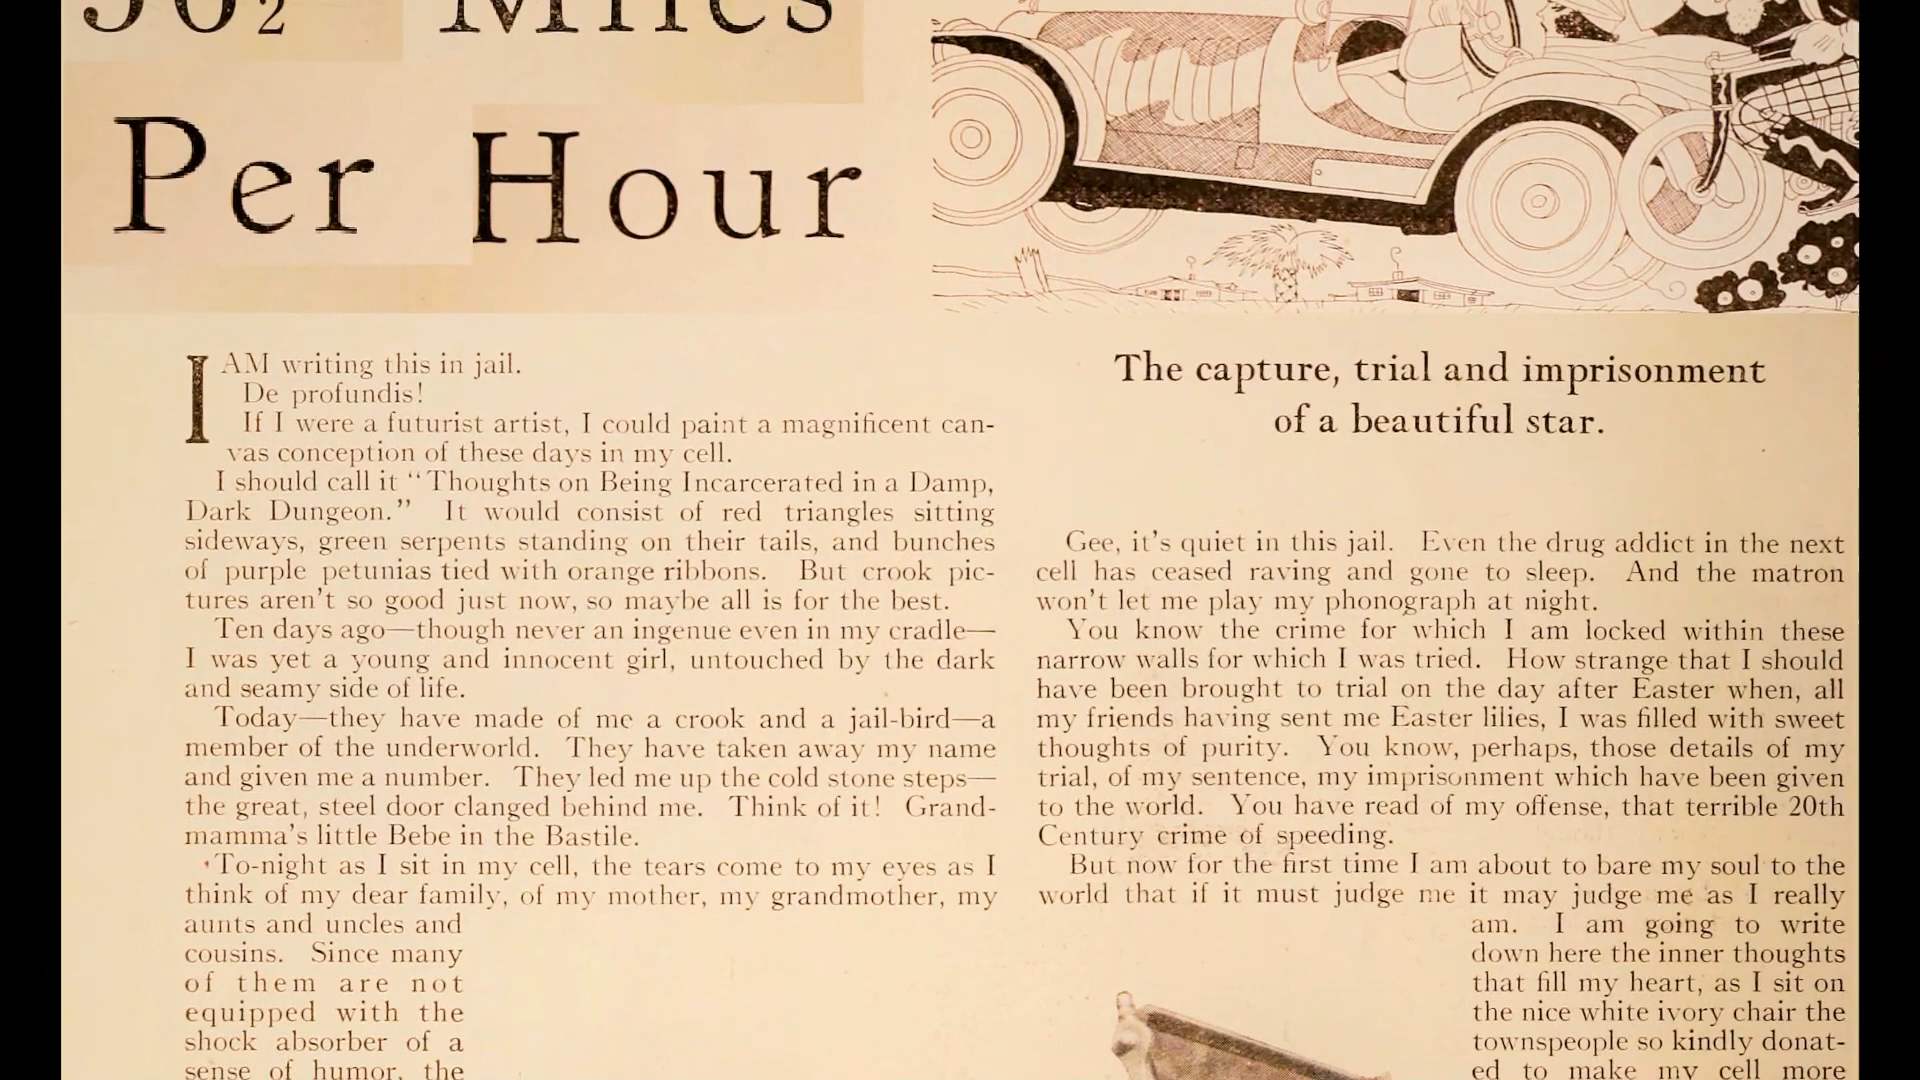 Miles
Per Hour
I AM writing this in jail.
De profundis!
If I were a futurist artist, I could paint a magnificent can-
vas conception of these days in my cell.
I should call it “Thoughts on Being Incarcerated in a Damp,
Dark Dungeon.” It would consist of red triangles sitting
sideways, green serpents standing on their tails, and bunches
of purple petunias tied with orange ribbons. But crook pic-
tures aren't so good just now, so maybe all is for the best.
Ten days ago—though never an ingenue even in my cradle—
I was yet a young and innocent girl, untouched by the dark
and seamy side of life.
Today—they have made of me a crook and a jail-bird—a
member of the underworld. They have taken away my name
and given me a number. They led me up the cold stone steps—
the great, steel door clanged behind me. Think of it! Grand-
mamma's little Bebe in the Bastile.
To-night as I sit in my cell, the tears come to my eyes as I
think of my dear family, of my mother, my grandmother, my
aunts and uncles and
cousins. Since many
of them are not
equipped with the
shock absorber of a
sense of humor, the
The capture, trial and imprisonment
of a beautiful star.
Gee, it's quiet in this jail. Even the drug addict in the next
cell has ceased raving and gone to sleep. And the matron
won't let me play my phonograph at night.
You know the crime for which I am locked within these
narrow walls for which I was tried. How strange that I should
have been brought to trial on the day after Easter when, all
my friends having sent me Easter lilies, I was filled with sweet
thoughts of purity. You know, perhaps, those details of my
trial, of my sentence, my imprisonment which have been given
to the world. You have read of my offense, that terrible 20th
Century crime of speeding.
But now for the first time I am about to bare my soul to the
world that if it must judge me it may judge me as I really
am. I am going to write
down here the inner thoughts
that fill my heart, as I sit on
the nice white ivory chair the
townspeople so kindly donat-
ed to make my cell more